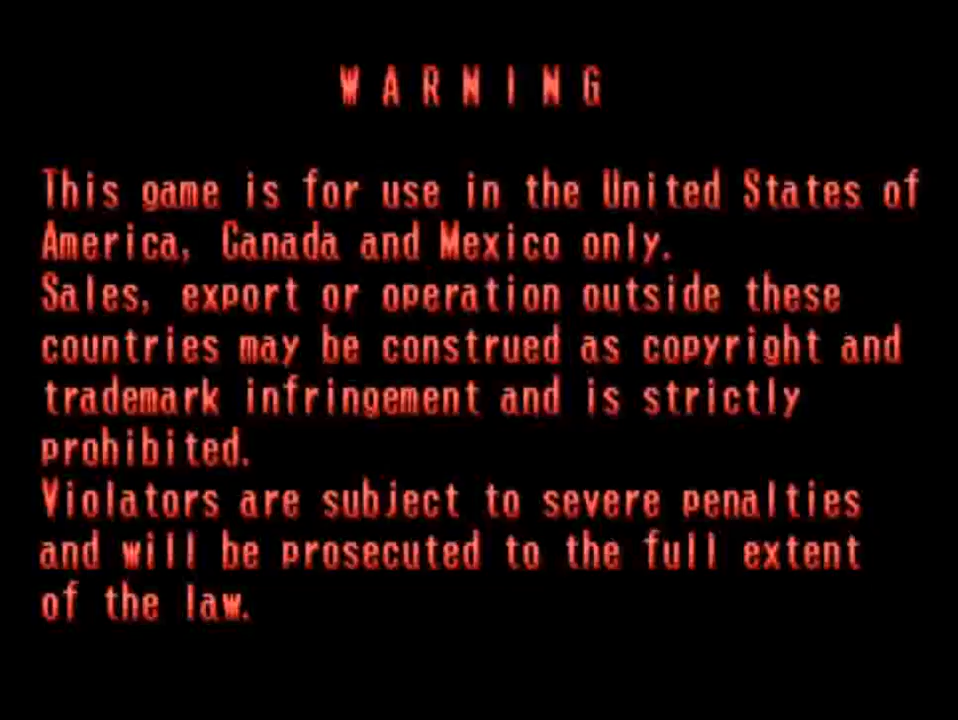 WARNING
This game is for use in the United States of
America, Canada and Mexico only.
Sales, export or operation outside these
countries may be construed as copyright and
trademark infringement and is strictly
prohibited.
Violators are subject to severe penalties
and will be prosecuted to the full extent
of the law.